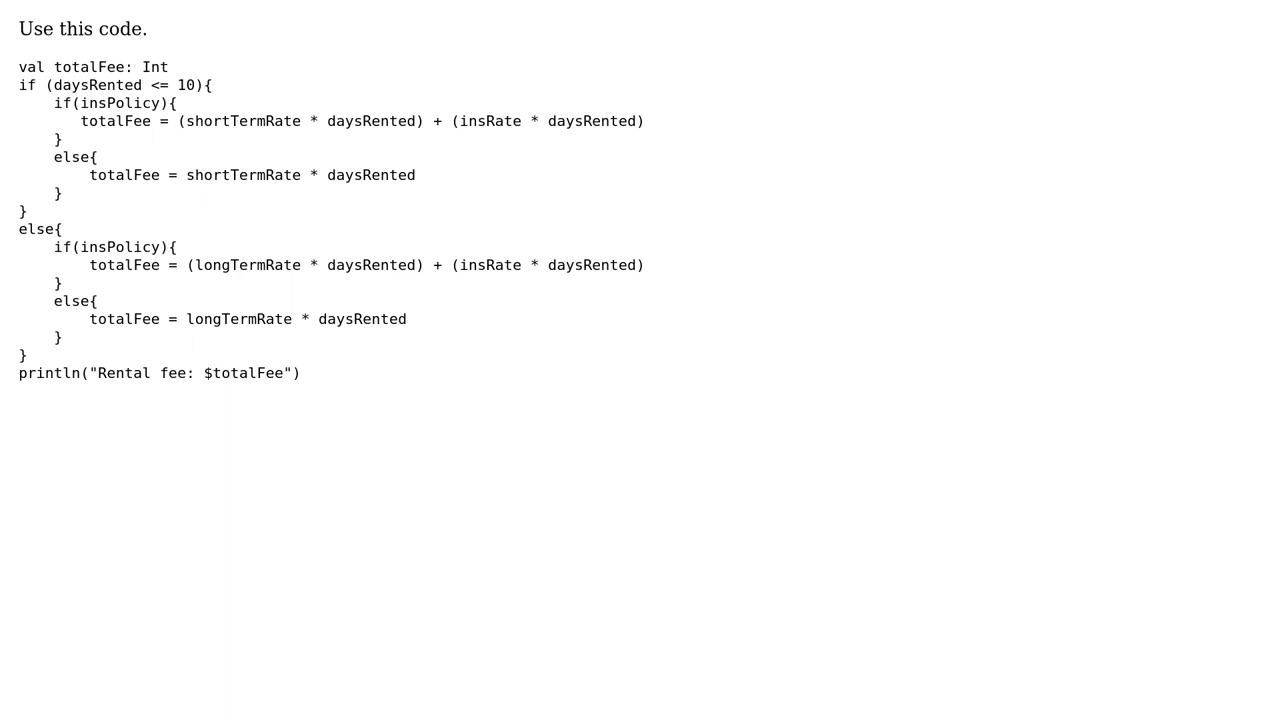 Use this code.
val totalFee: Int
if (daysRented <= 10){
    if(insPolicy){
       totalFee = (shortTermRate * daysRented) + (insRate * daysRented)
    }
    else{
        totalFee = shortTermRate * daysRented
    }
}
else{
    if(insPolicy){
        totalFee = (longTermRate * daysRented) + (insRate * daysRented)
    }
    else{
        totalFee = longTermRate * daysRented
    }
}
println("Rental fee: $totalFee")